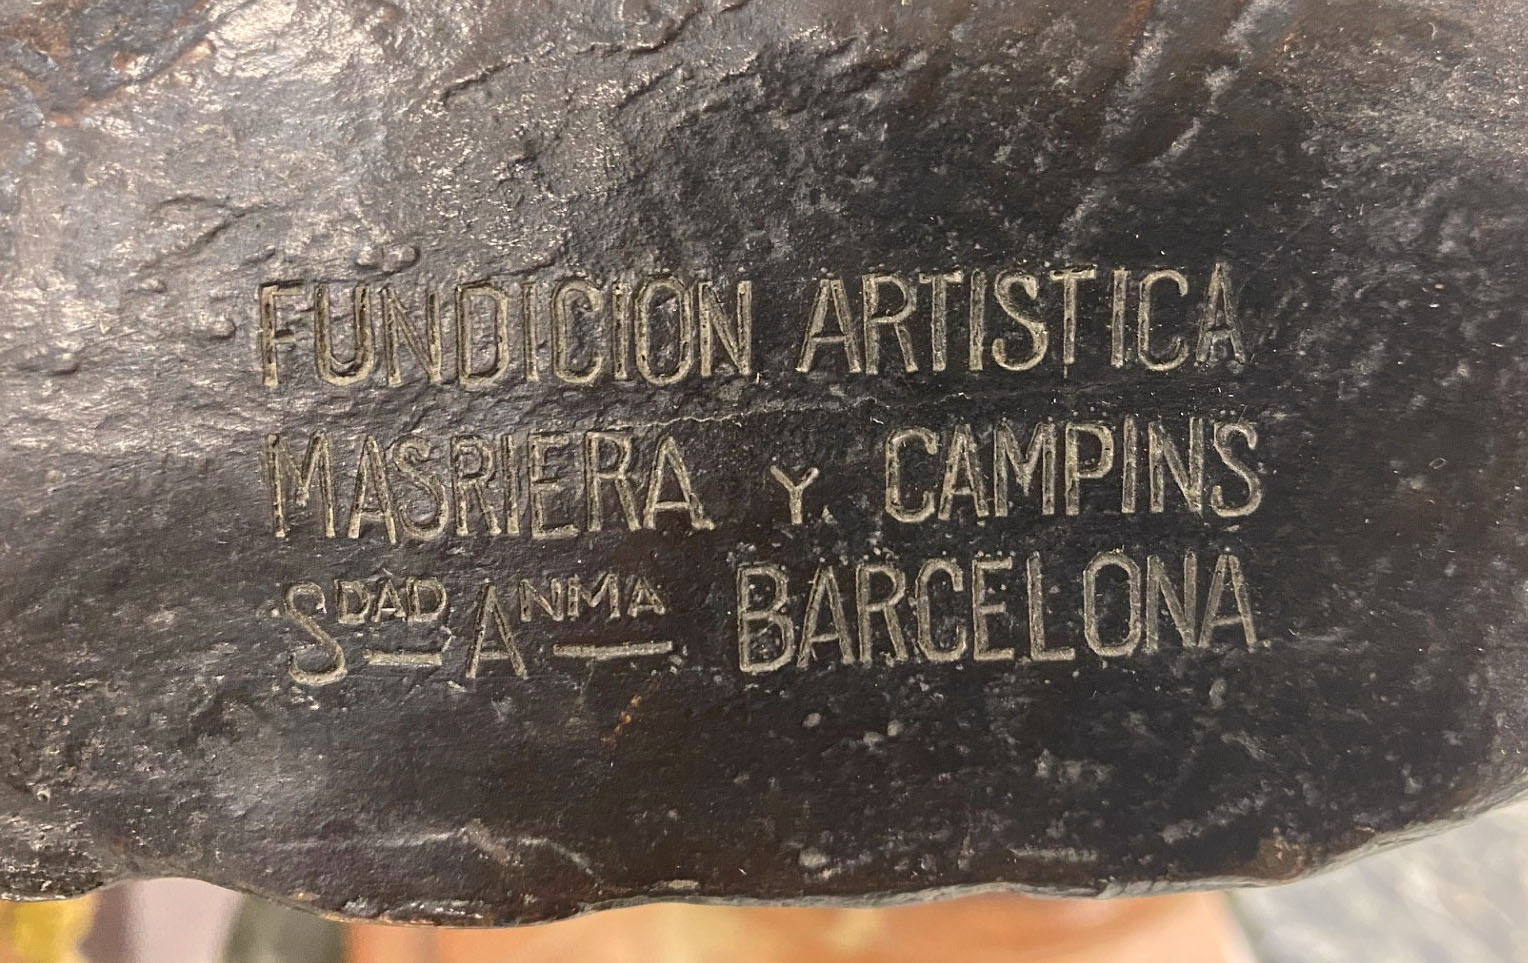 FUNDICION ARTISTICA
MASRIERA Y CAMPINS
SDAD ANMA BARCELONA